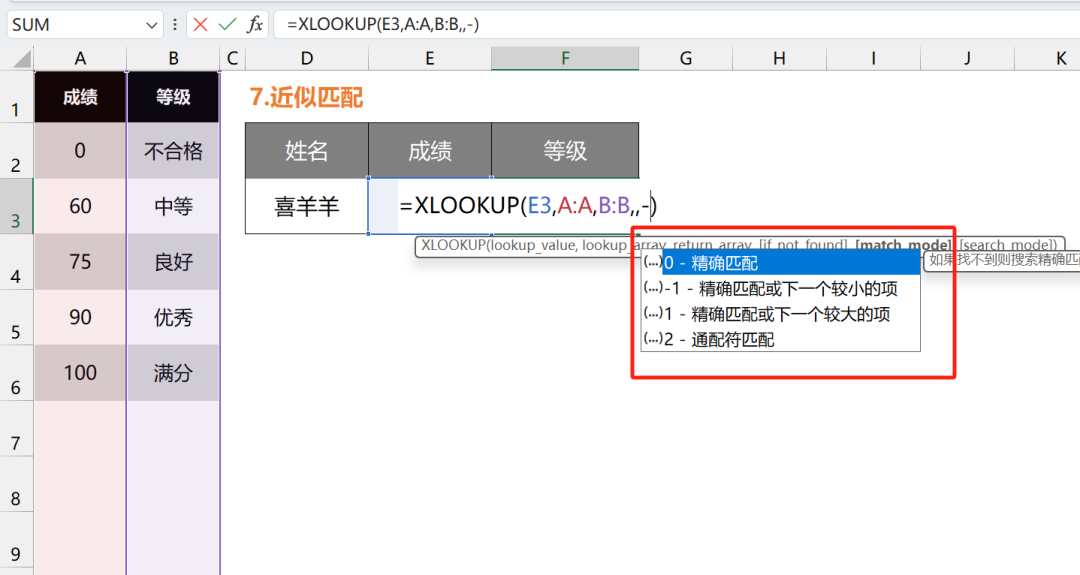 SUM
fx
=XLOOKUP(E3,A:A,B:B,,-)
A B C D E F G H I J K
1 成绩 等级 7.近似匹配
2 0 不合格 姓名 成绩 等级
3 60 中等 喜羊羊 =XLOOKUP(E3,A:A,B:B,,-)
XLOOKUP(lookup_value, lookup_array, return_array, [if_not_found], [match_mode], [search_mode])
(...)0 - 精确匹配
如果找不到则搜索精确匹
4 75 良好
(...)-1 - 精确匹配或下一个较小的项
(...)1 - 精确匹配或下一个较大的项
5 90 优秀
(...)2 - 通配符匹配
6 100 满分
7
8
9